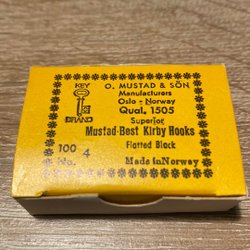 KEY
BRAND
O. MUSTAD & SÖN
Manufacturers
Oslo - Norway
Qual. 1505
Superior
Mustad-Best Kirby Hooks
Flatted Black
100
No. 4
Made in Norway